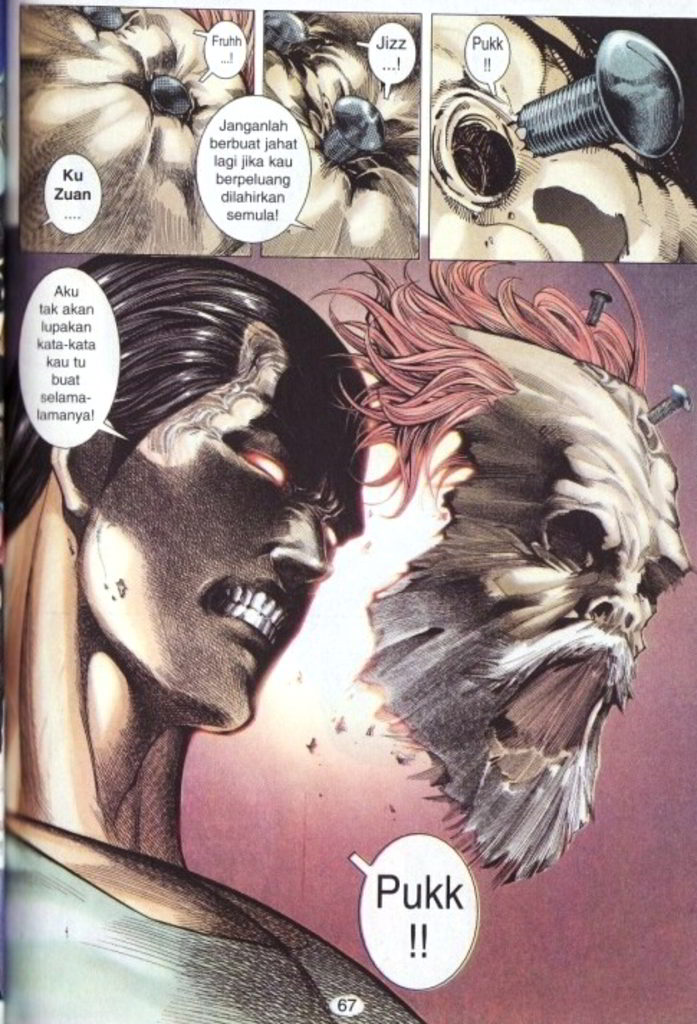 Fruhh
...!
Ku
Zuan
....
Janganlah
berbuat jahat
lagi jika kau
berpeluang
dilahirkan
semula!
Jizz
...!
Pukk
!!
Aku
tak akan
lupakan
kata-kata
kau tu
buat
selama-
lamanya!
Pukk
!!
67